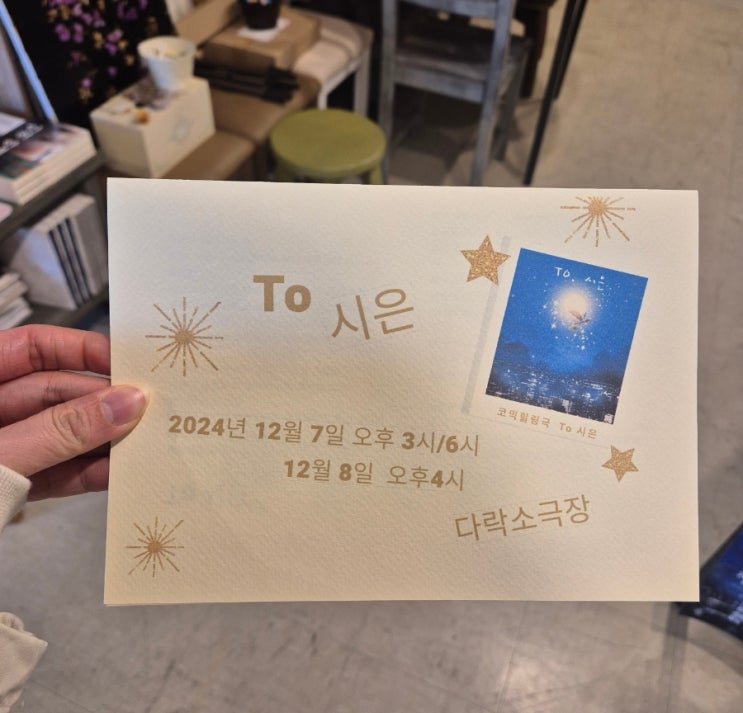 To 시은
TO. 시은
코믹힐링극 To 시은
2024년 12월 7일 오후 3시/6시
12월 8일 오후4시
다락소극장